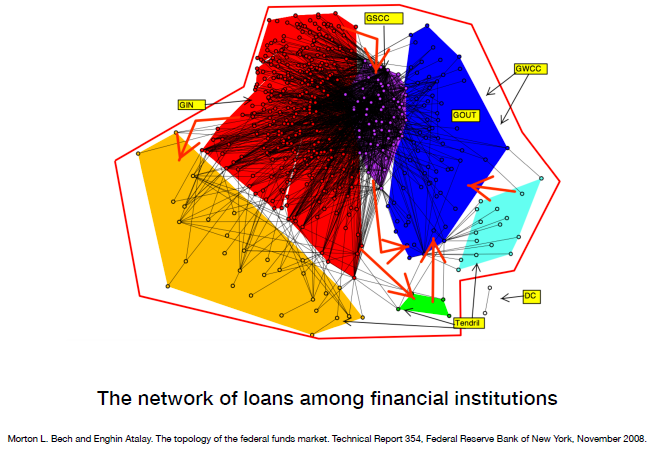 GSCC
GWCC
GIN
GOUT
DC
Tendril
The network of loans among financial institutions
Morton L. Bech and Enghin Atalay. The topology of the federal funds market. Technical Report 354, Federal Reserve Bank of New York, November 2008.